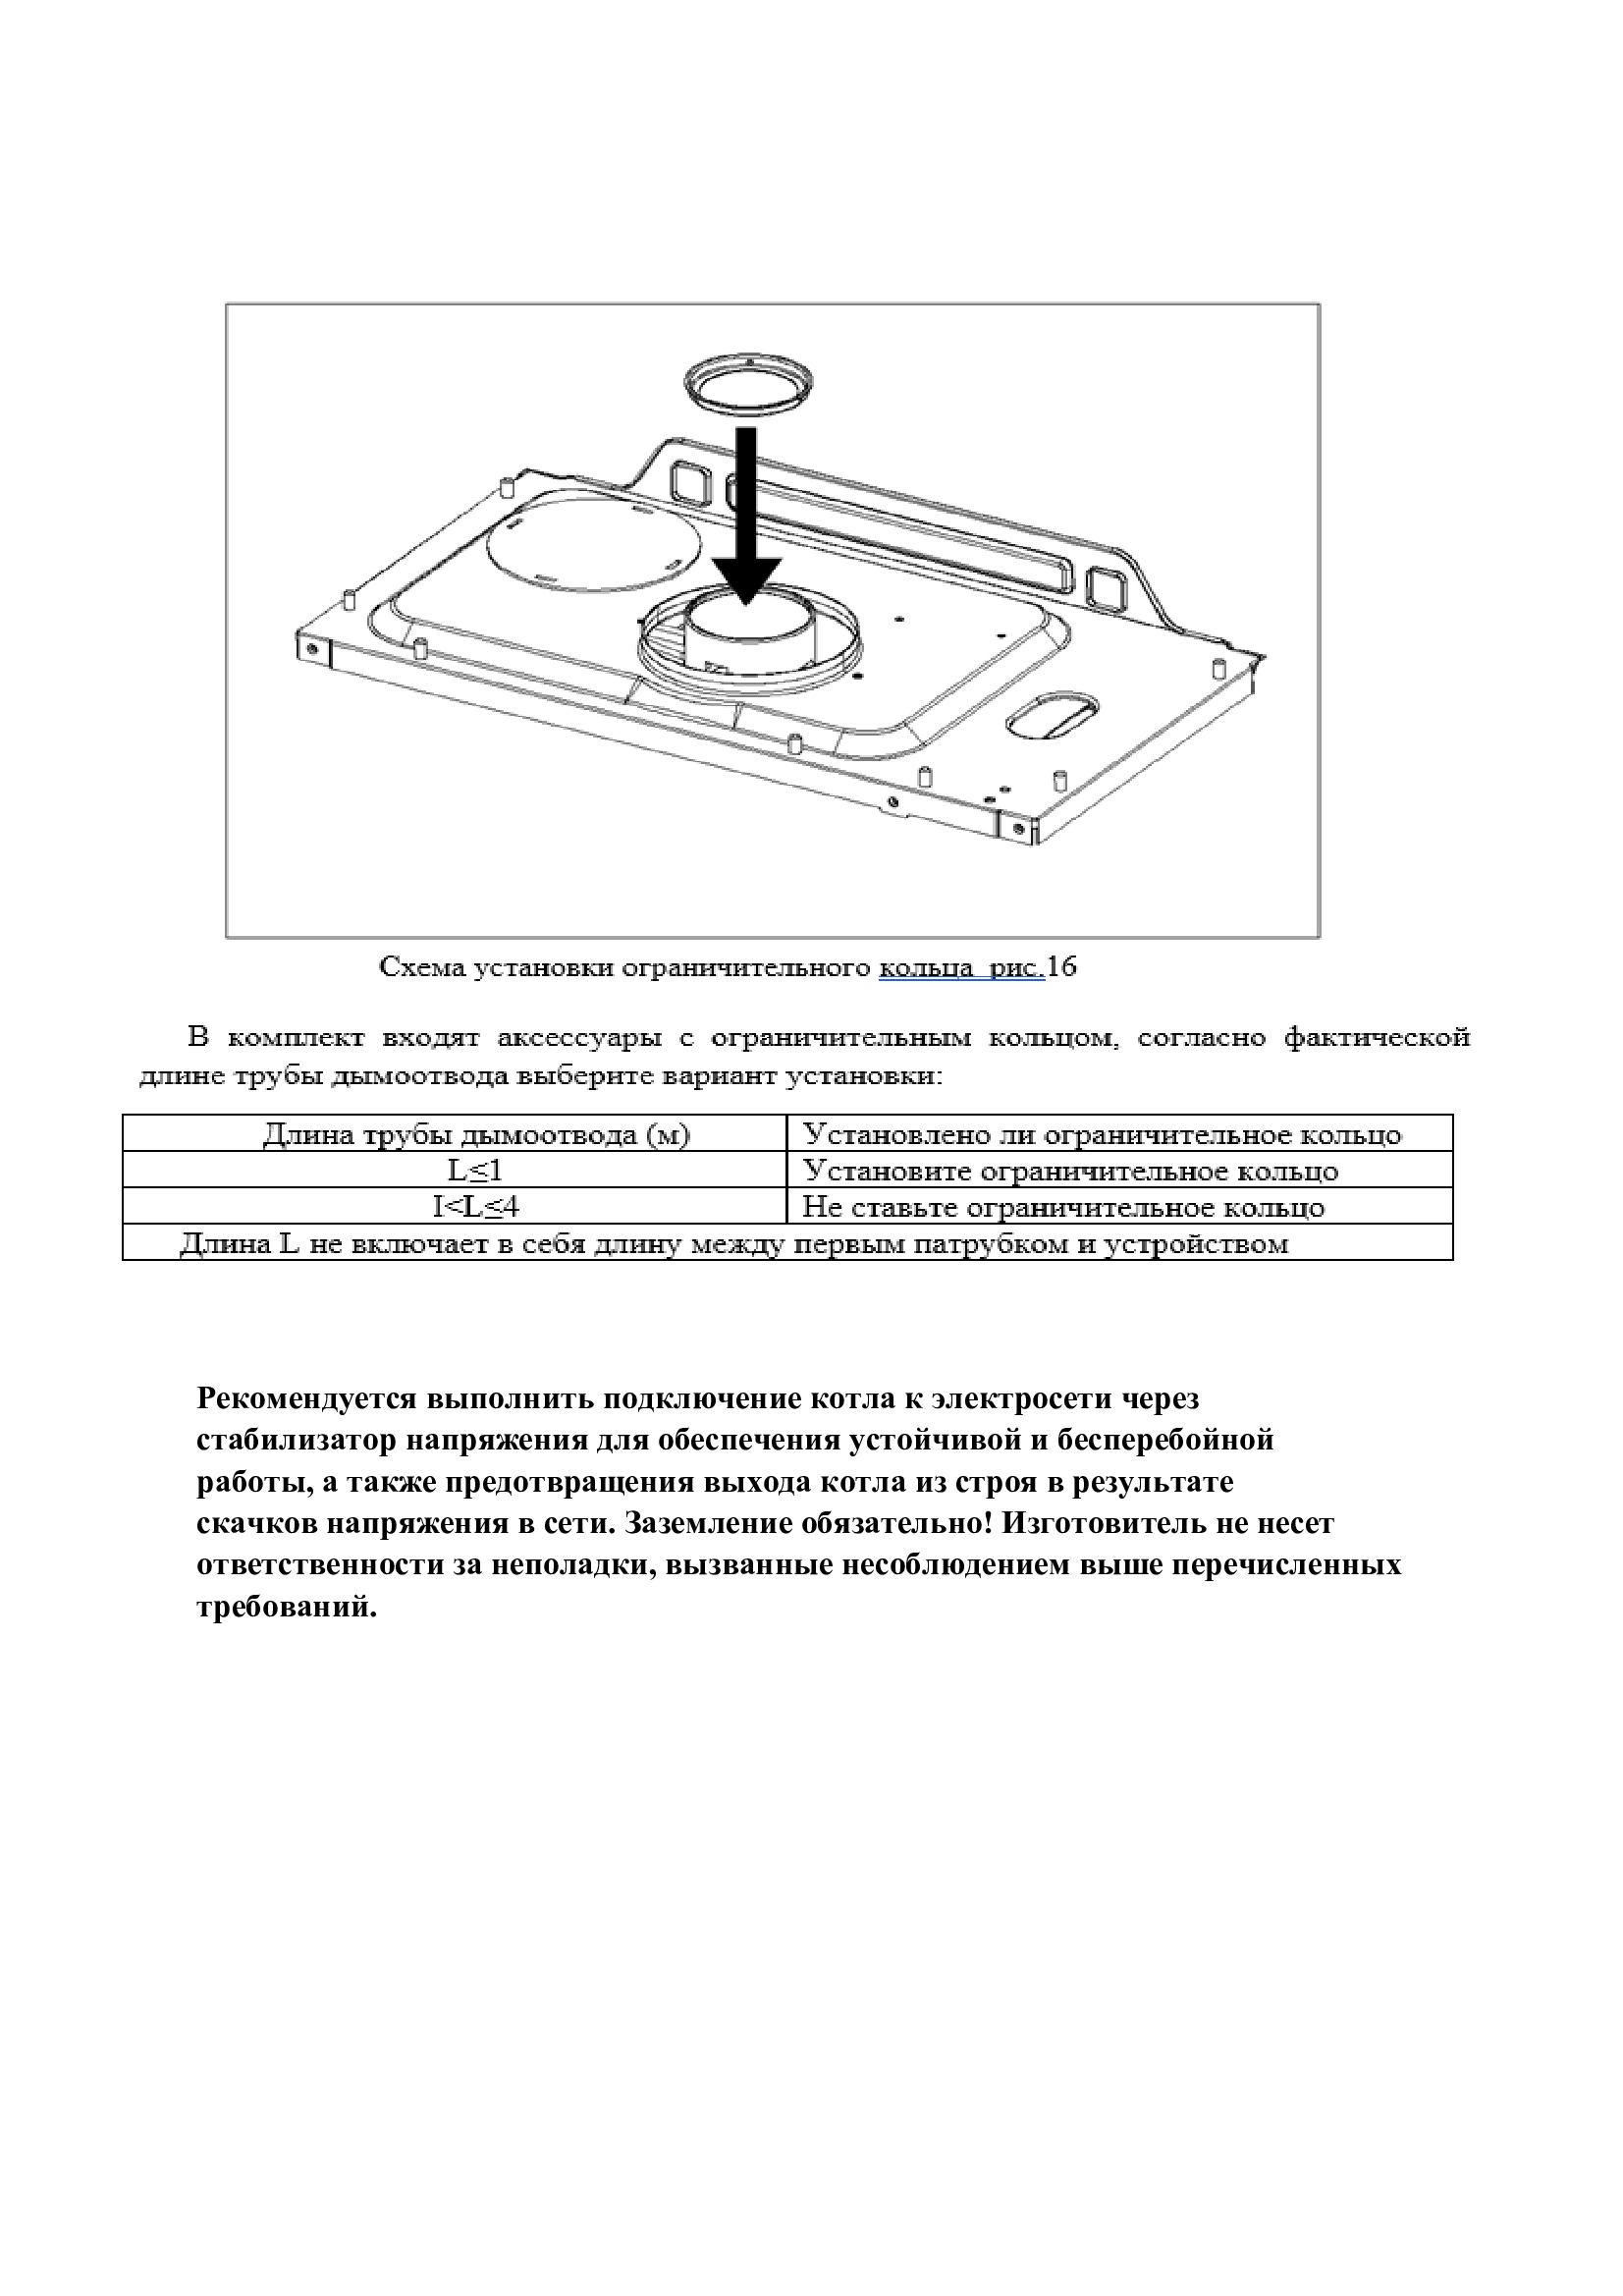 Схема установки ограничительного кольца рис.16
В комплект входят аксессуары с ограничительным кольцом, согласно фактической
длине трубы дымоотвода выберите вариант установки:
Длина трубы дымоотвода (м) Установлено ли ограничительное кольцо
L≤1 Установите ограничительное кольцо
I<L≤4 Не ставьте ограничительное кольцо
Длина L не включает в себя длину между первым патрубком и устройством
Рекомендуется выполнить подключение котла к электросети через
стабилизатор напряжения для обеспечения устойчивой и бесперебойной
работы, а также предотвращения выхода котла из строя в результате
скачков напряжения в сети. Заземление обязательно! Изготовитель не несет
ответственности за неполадки, вызванные несоблюдением выше перечисленных
требований.